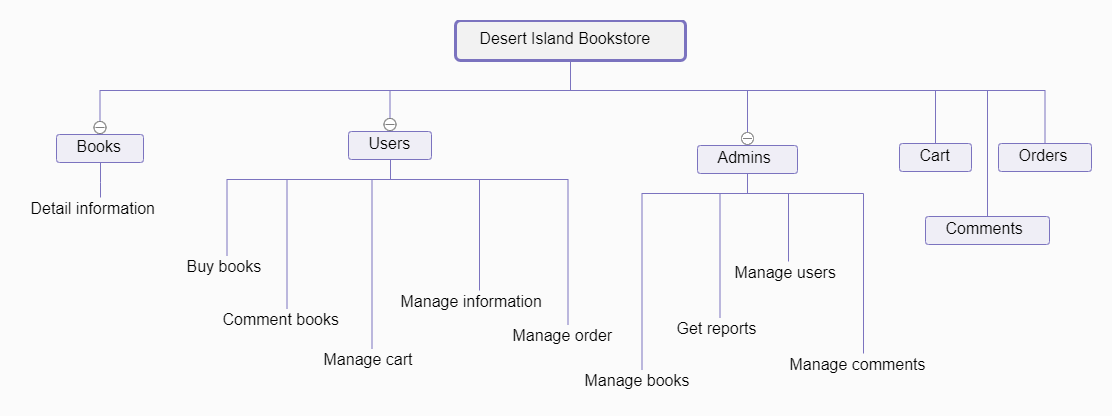 Desert Island Bookstore
Books
Users
Admins
Cart
Orders
Comments
Detail information
Buy books
Comment books
Manage cart
Manage information
Manage order
Manage books
Get reports
Manage users
Manage comments